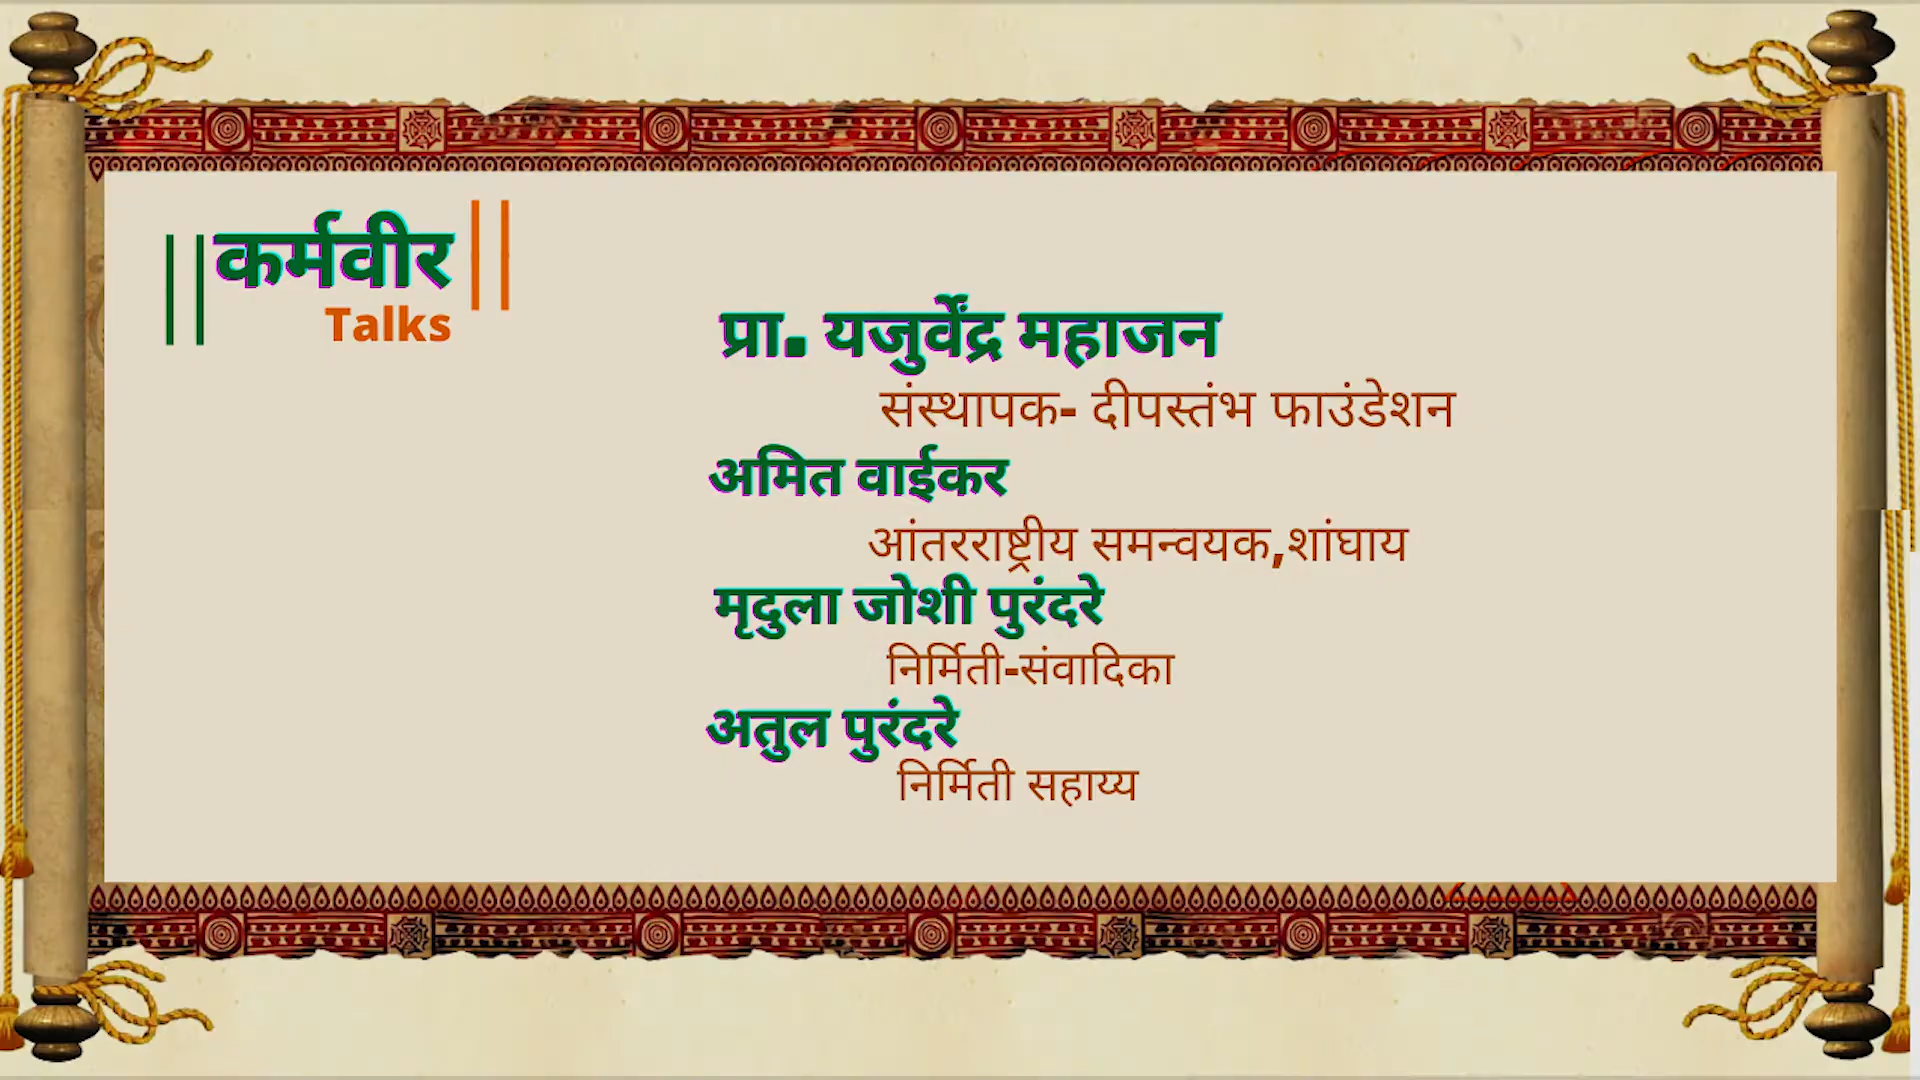 ||कर्मवीर||
Talks
प्रा. यजुर्वेंद्र महाजन
संस्थापक- दीपस्तंभ फाउंडेशन
अमित वाईकर
आंतरराष्ट्रीय समन्वयक,शांघाय
मृदुला जोशी पुरंदरे
निर्मिती-संवादिका
अतुल पुरंदरे
निर्मिती सहाय्य